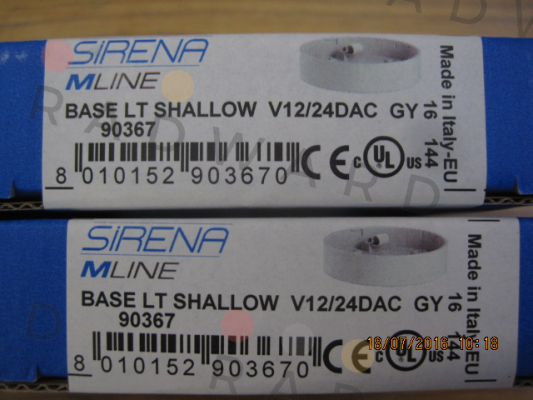 SIRENA
MLINE
BASE LT SHALLOW V12/24DAC GY
90367
8 010152 903670
CE c UL US
16 144
Made in Italy-EU
SIRENA
MLINE
BASE LT SHALLOW V12/24DAC GY
90367
8 010152 903670
CE c
16 144
Made in Italy-EU
18/07/2016 10:18